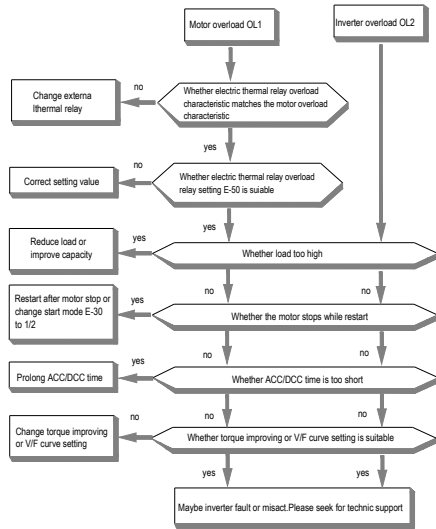 Motor overload OL1
Inverter overload OL2
no
Change externa
lthermal relay
Whether electric thermal relay overload
characteristic matches the motor overload
characteristic
yes
no
Correct setting value
Whether electric thermal relay overload
relay setting E-50 is suiable
yes
yes
Reduce load or
improve capacity
yes
Whether load too high
no
no
Restart after motor stop or
change start mode E-30
to 1/2
yes
Whether the motor stops while restart
no
no
yes
Prolong ACC/DCC time
Whether ACC/DCC time is too short
no
no
Change torque improving
or V/F curve setting
no
Whether torque improving or V/F curve setting is suitable
yes
yes
Maybe inverter fault or misact.Please seek for technic support